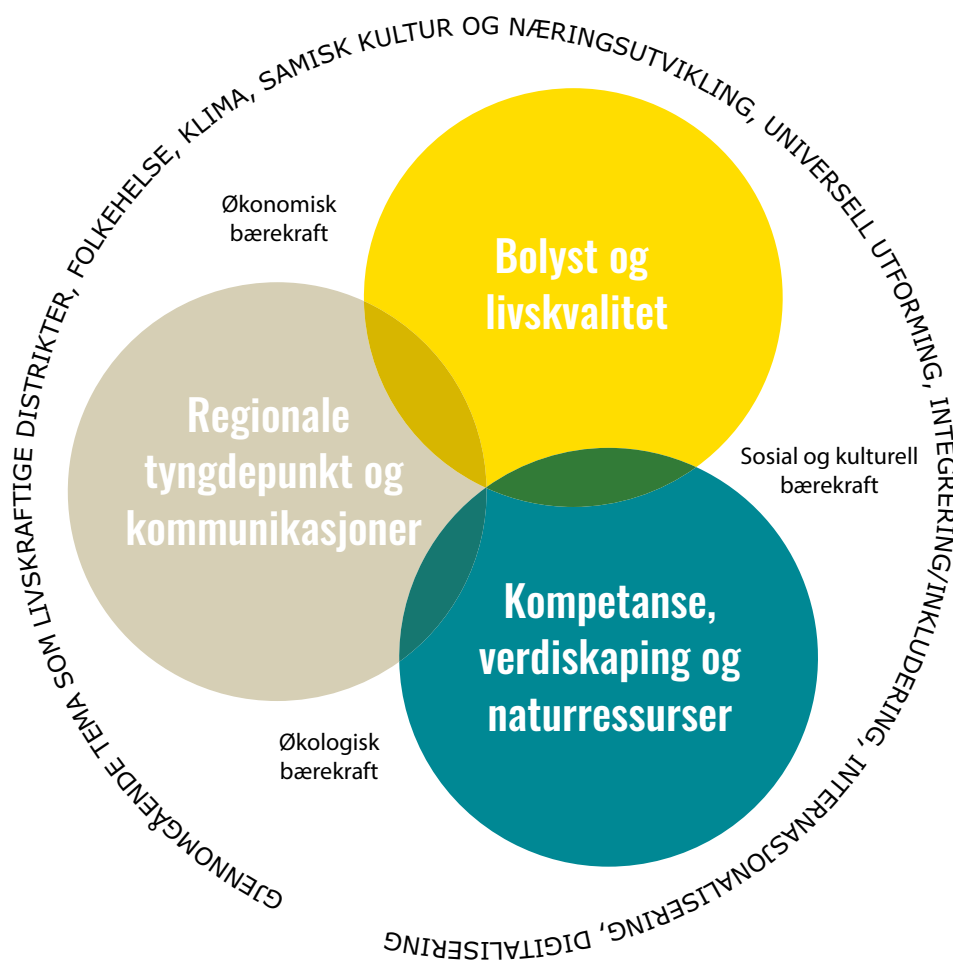 GJENNOMGÅENDE TEMA SOM LIVSKRAFTIGE DISTRIKTER, FOLKEHELSE, KLIMA, SAMISK KULTUR OG NÆRINGSUTVIKLING, UNIVERSELL UTFORMING, INTEGRERING/INKLUDERING, INTERNASJONALISERING, DIGITALISERING
Økonomisk
bærekraft
Bolyst og
livskvalitet
Regionale
tyngdepunkt og
kommunikasjoner
Sosial og kulturell
bærekraft
Kompetanse,
verdiskaping og
naturressurser
Økologisk
bærekraft